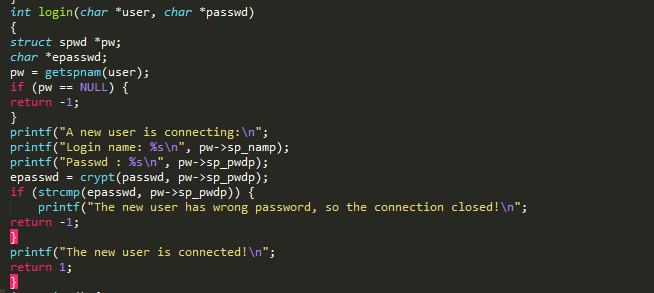 int login(char *user, char *passwd)
{
struct spwd *pw;
char *epasswd;
pw = getspnam(user);
if (pw == NULL) {
return -1;
}
printf("A new user is connecting:\n";
printf("Login name: %s\n", pw->sp_namp);
printf("Passwd : %s\n", pw->sp_pwdp);
epasswd = crypt(passwd, pw->sp_pwdp);
if (strcmp(epasswd, pw->sp_pwdp)) {
    printf("The new user has wrong password, so the connection closed!\n";
return -1;
}
printf("The new user is connected!\n";
return 1;
}